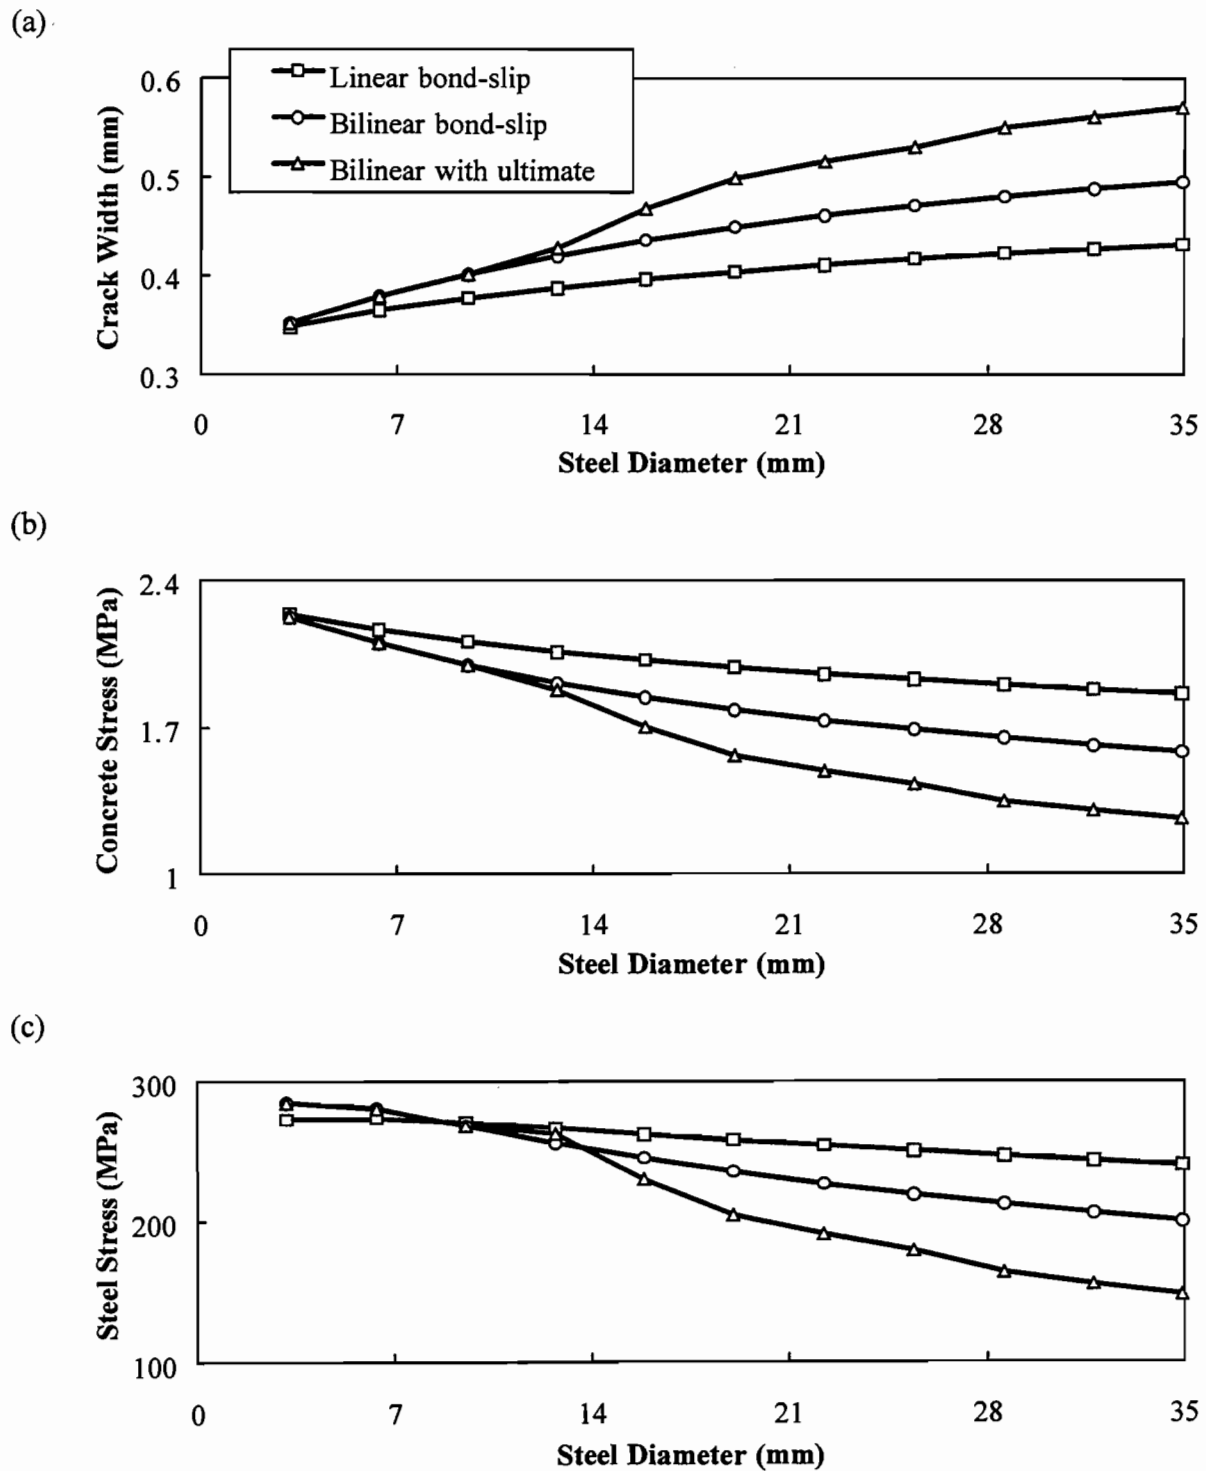 (a)
Linear bond-slip
Bilinear bond-slip
Bilinear with ultimate
Crack Width (mm)
0.6
0.5
0.4
0.3
0 7 14 21 28 35
Steel Diameter (mm)
(b)
Concrete Stress (MPa)
2.4
1.7
1
0 7 14 21 28 35
Steel Diameter (mm)
(c)
Steel Stress (MPa)
300
200
100
0 7 14 21 28 35
Steel Diameter (mm)